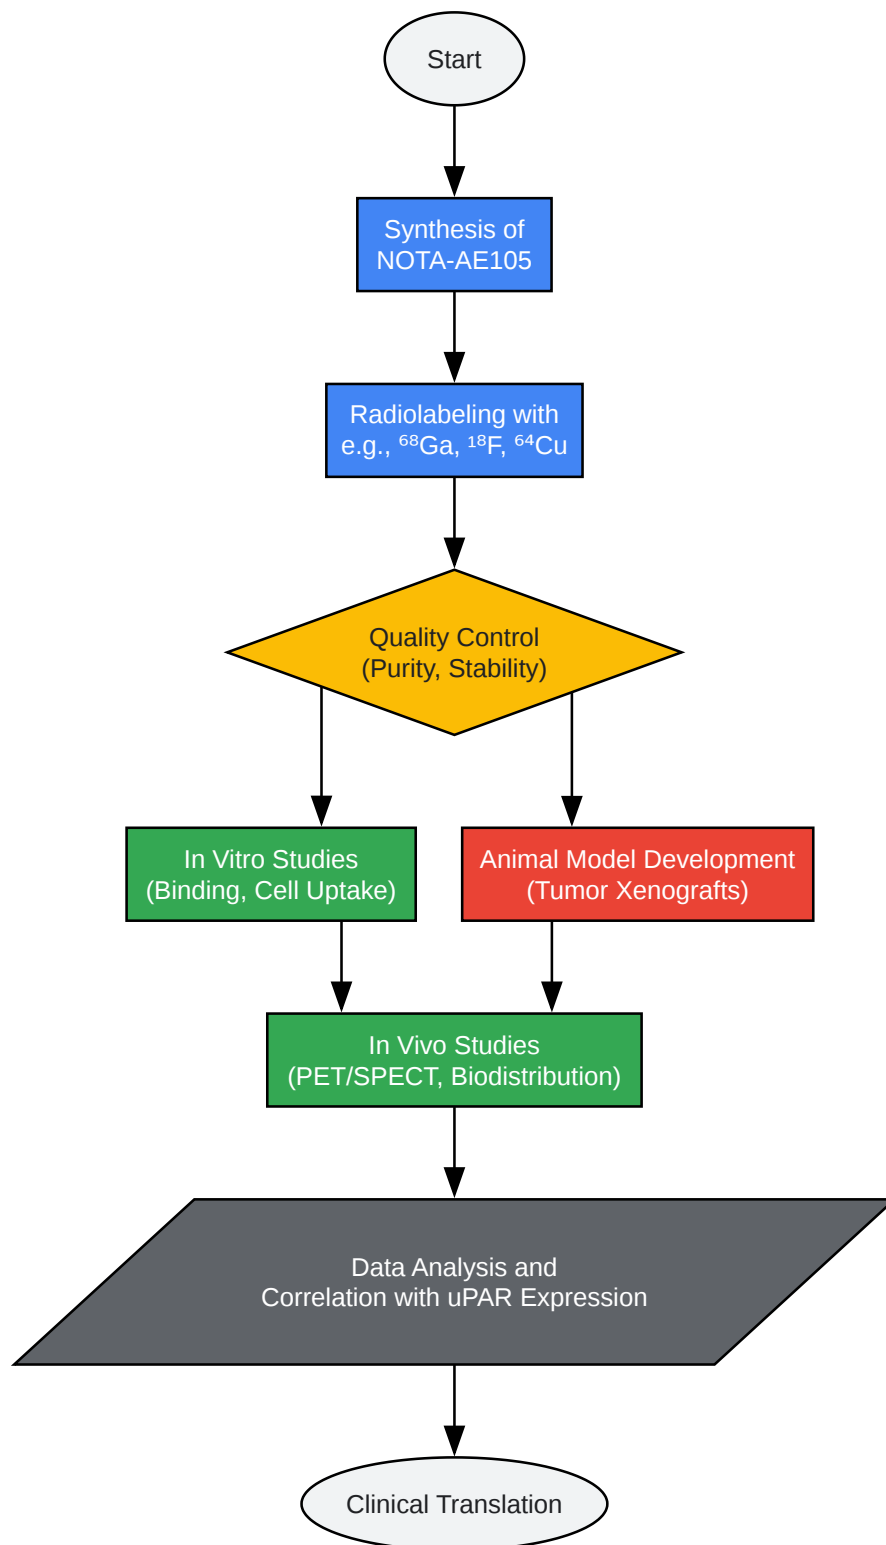 Start
Synthesis of
NOTA-AE105
Radiolabeling with
e.g., ⁶⁸Ga, ¹⁸F, ⁶⁴Cu
Quality Control
(Purity, Stability)
In Vitro Studies
(Binding, Cell Uptake)
Animal Model Development
(Tumor Xenografts)
In Vivo Studies
(PET/SPECT, Biodistribution)
Data Analysis and
Correlation with uPAR Expression
Clinical Translation